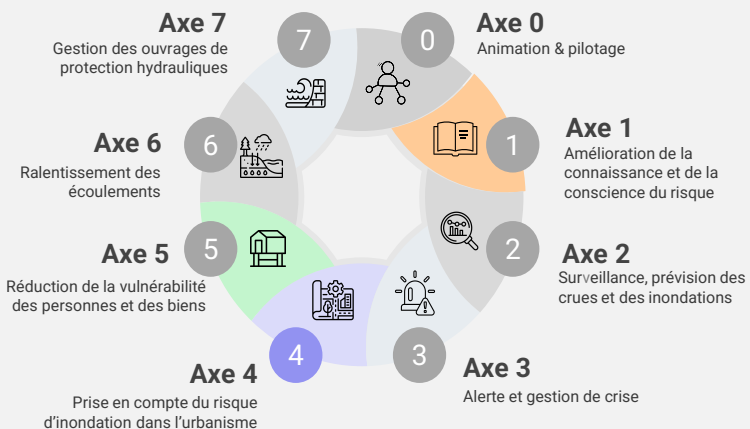 Axe 0
Animation & pilotage
0
Axe 1
Amélioration de la
connaissance et de la
conscience du risque
1
Axe 2
Surveillance, prévision des
crues et des inondations
2
Axe 3
Alerte et gestion de crise
3
Axe 4
Prise en compte du risque
d'inondation dans l'urbanisme
4
Axe 5
Réduction de la vulnérabilité
des personnes et des biens
5
Axe 6
Ralentissement des
écoulements
6
Axe 7
Gestion des ouvrages de
protection hydrauliques
7